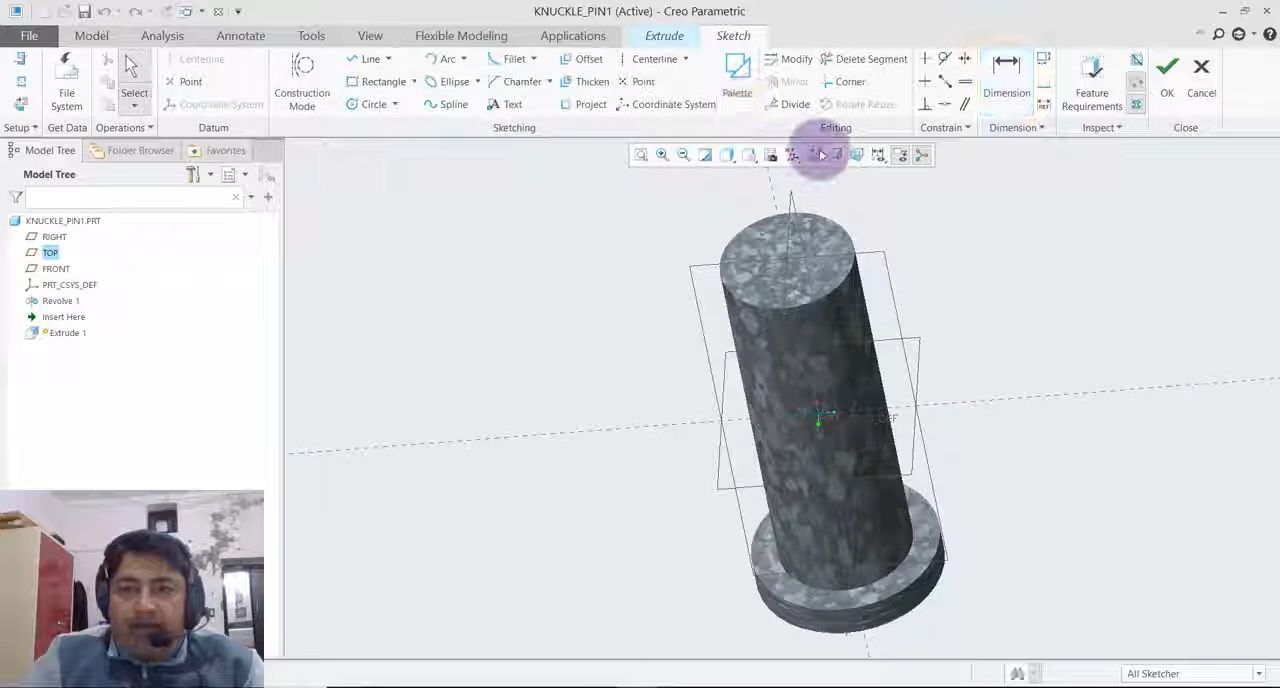 KNUCKLE_PIN1 (Active) - Creo Parametric
File Model Analysis Annotate Tools View Flexible Modeling Applications Extrude Sketch
Centerline Line Arc Fillet Offset Centerline Modify Delete Segment
Point Rectangle Ellipse Chamfer Thicken Point Mirror Corner
Coordinate System Circle Spline Text Project Coordinate System Divide Rotate Resize
File System Select Construction Mode Palette Dimension Feature Requirements OK Cancel
Setup Get Data Operations Datum Sketching Editing Constrain Dimension Inspect Close
Model Tree Folder Browser Favorites
Model Tree
KNUCKLE_PIN1.PRT
RIGHT
TOP
FRONT
PRT_CSYS_DEF
Revolve 1
Insert Here
Extrude 1
All Sketcher